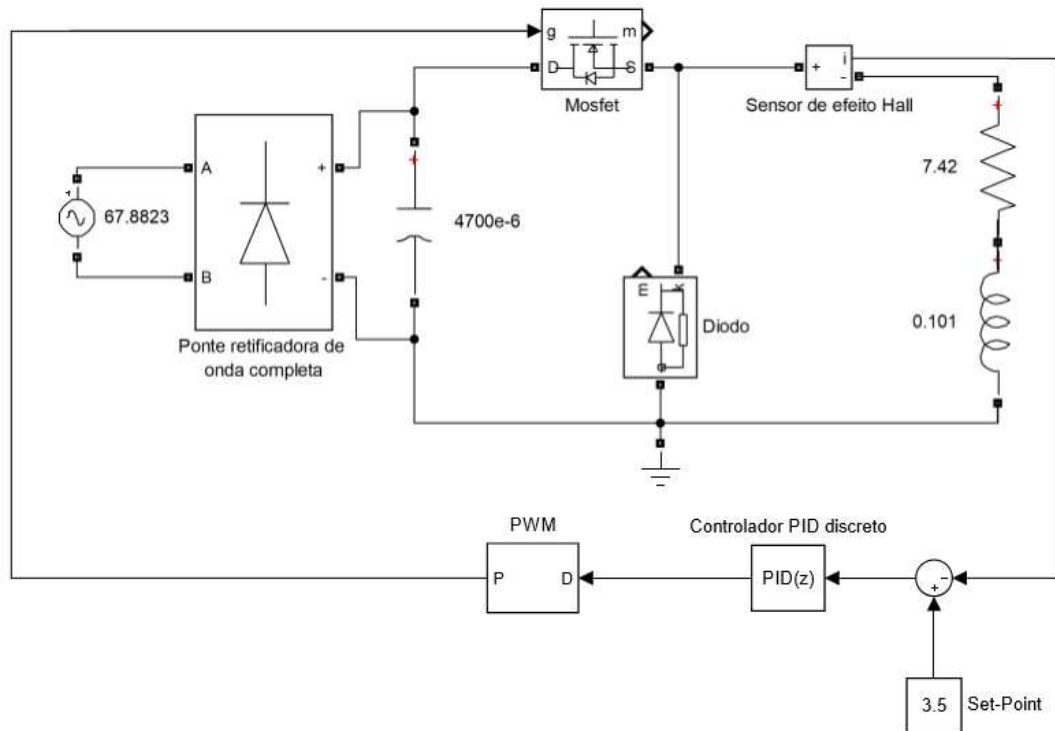 g
m
D
S
Mosfet
+
i
-
Sensor de efeito Hall
A
+
67.8823
B
-
Ponte retificadora de
onda completa
4700e-6
7.42
m
k
Diodo
0.101
PWM
P
D
Controlador PID discreto
PID(z)
−
+
3.5
Set-Point